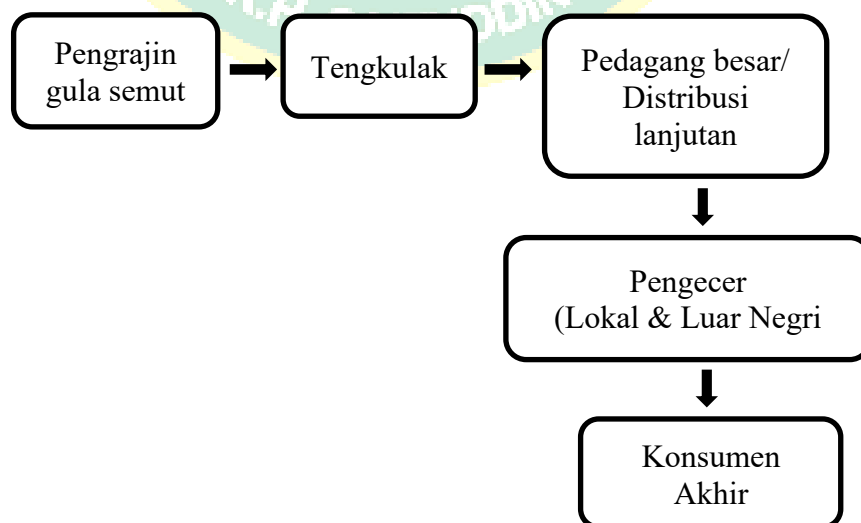 Pengrajin
gula semut
Tengkulak
Pedagang besar/
Distribusi
lanjutan
Pengecer
(Lokal & Luar Negri
Konsumen
Akhir